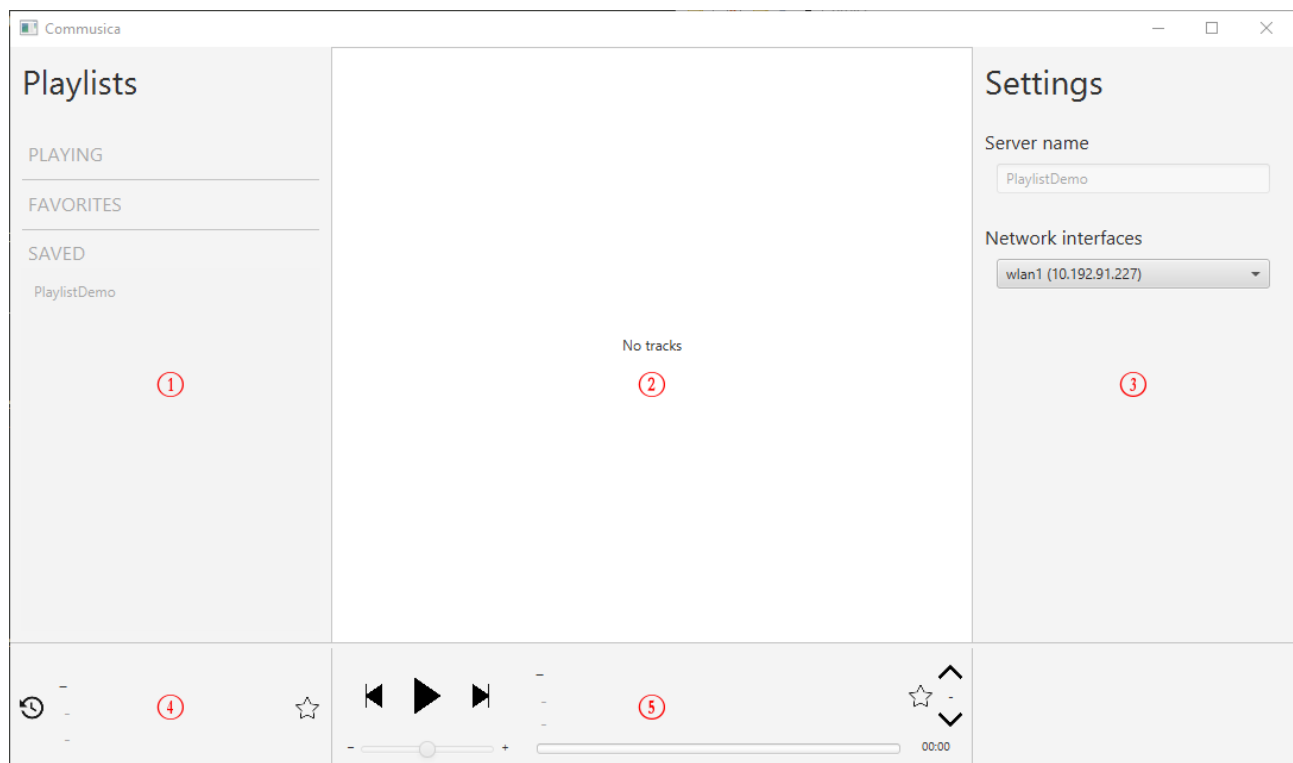 Commusica
Playlists
PLAYING
FAVORITES
SAVED
PlaylistDemo
①
No tracks
②
Settings
Server name
PlaylistDemo
Network interfaces
wlan1 (10.192.91.227)
③
–
-
-
④
–
-
-
⑤
-
– +
00:00